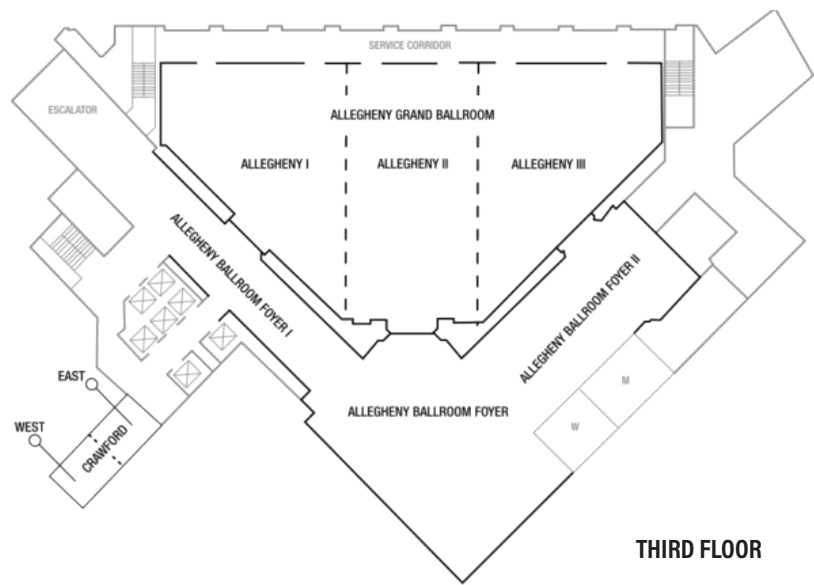 SERVICE CORRIDOR
ESCALATOR
ALLEGHENY GRAND BALLROOM
ALLEGHENY I
ALLEGHENY II
ALLEGHENY III
ALLEGHENY BALLROOM FOYER I
ALLEGHENY BALLROOM FOYER II
EAST
WEST
CRAWFORD
ALLEGHENY BALLROOM FOYER
M
W
THIRD FLOOR